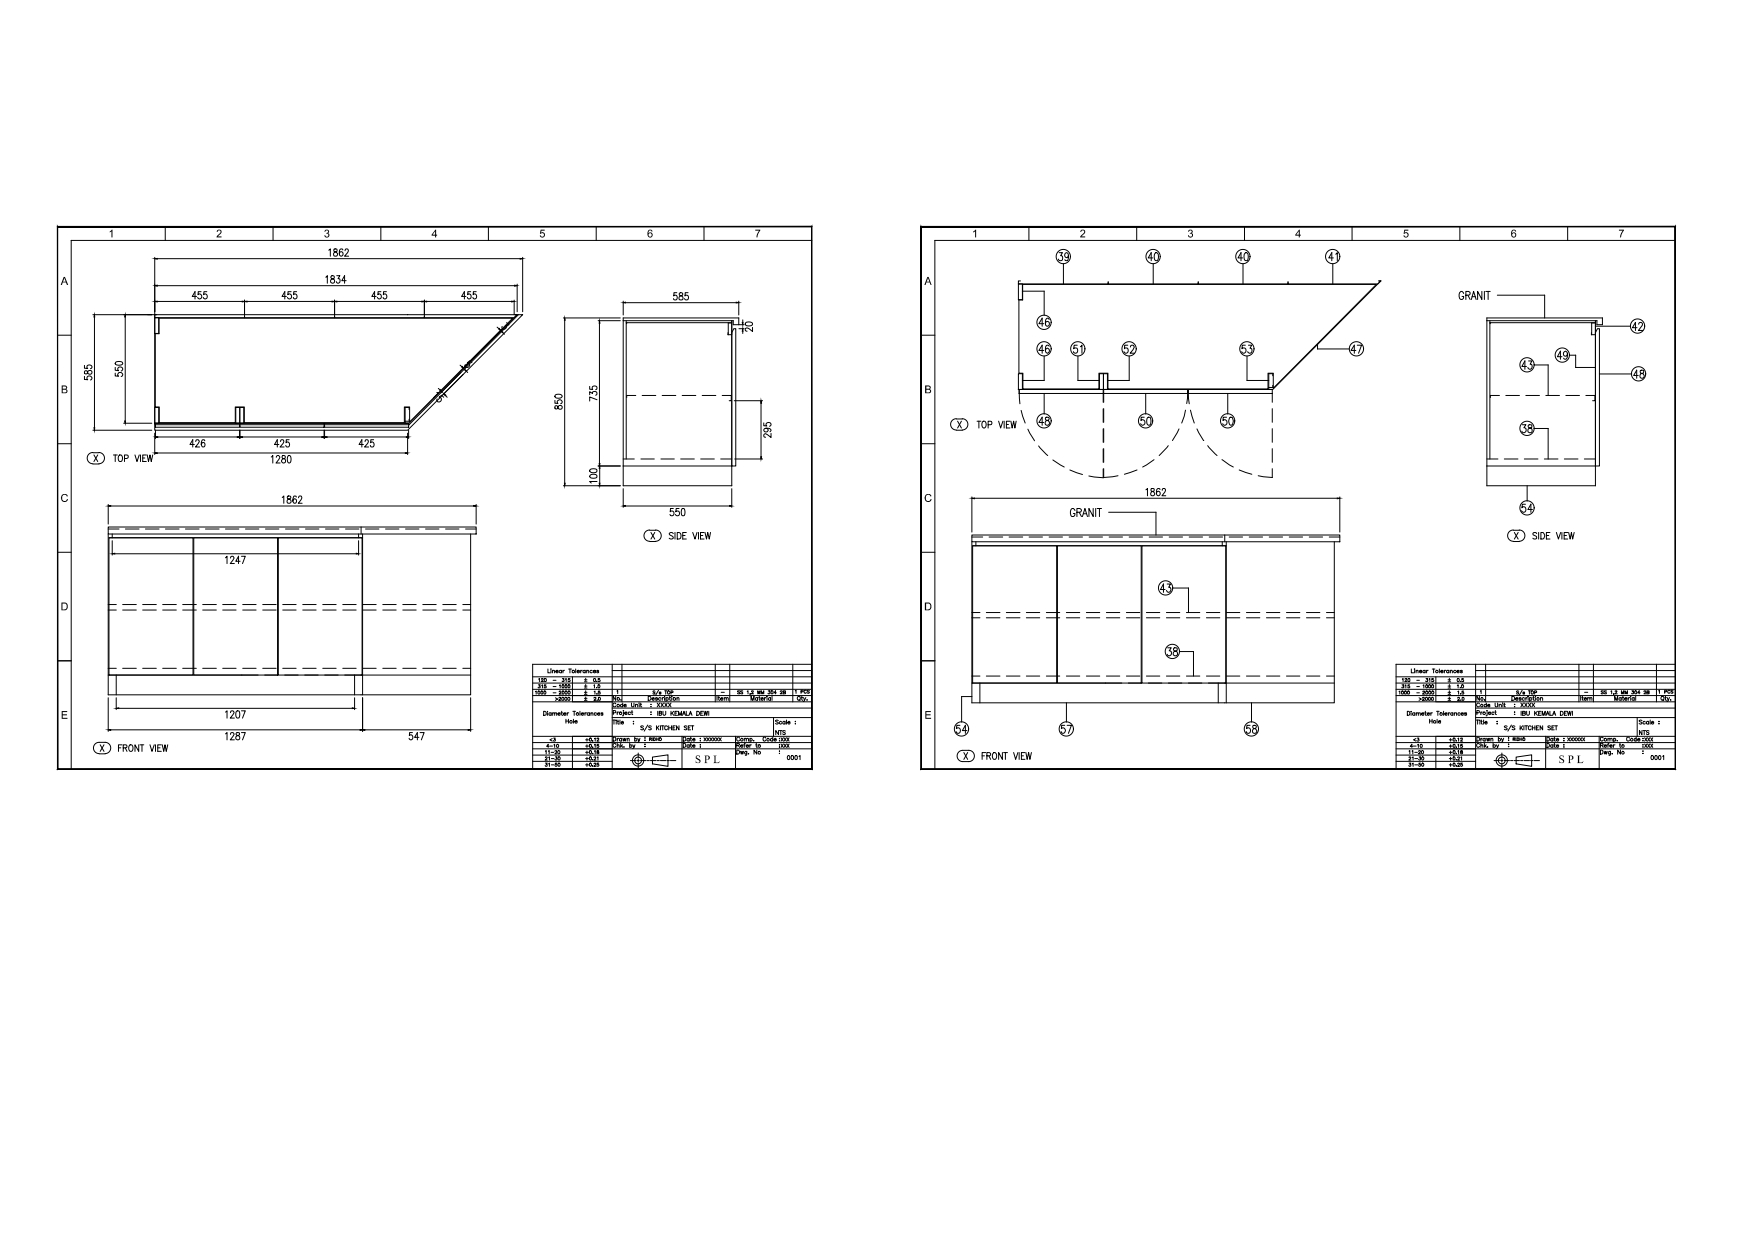 1 2 3 4 5 6 7
A
B
C
D
E
1862
1834
455 455 455 455
585
550
426 425 425
1280
X TOP VIEW
585
20
850
735
295
100
550
X SIDE VIEW
1862
1247
1207
1287 547
X FRONT VIEW
Linear Tolerances
120 - 315 ± 0.5
315 -1000 ± 1.0
1000 - 2000 ± 1.5
>2000 ± 2.0
1 S/s TOP - SS 1,2 MM 304 2B 1 PCS
No. Description Item Material Qty.
Code Unit : XXXX
Project : IBU KEMALA DEWI
Title :
S/S KITCHEN SET
Scale :
NTS
Diameter Tolerances
Hole
<3 +0.12
4-10 +0.15
11-20 +0.18
21-30 +0.21
31-50 +0.25
Drawn by : RIDHO Date : XXXXXX Comp. Code :XXX
Chk. by : Date : Refer to :XXX
Dwg. No :
S P L
0001
1 2 3 4 5 6 7
A
B
C
D
E
39 40 40 41
46
46 51 52 53 47
48 50 50
X TOP VIEW
GRANIT
42
49
43
48
38
54
X SIDE VIEW
1862
GRANIT
43
38
54 57 58
X FRONT VIEW
Linear Tolerances
120 - 315 ± 0.5
315 -1000 ± 1.0
1000 - 2000 ± 1.5
>2000 ± 2.0
1 S/s TOP - SS 1,2 MM 304 2B 1 PCS
No. Description Item Material Qty.
Code Unit : XXXX
Project : IBU KEMALA DEWI
Title :
S/S KITCHEN SET
Scale :
NTS
Diameter Tolerances
Hole
<3 +0.12
4-10 +0.15
11-20 +0.18
21-30 +0.21
31-50 +0.25
Drawn by : RIDHO Date : XXXXXX Comp. Code :XXX
Chk. by : Date : Refer to :XXX
Dwg. No :
S P L
0001